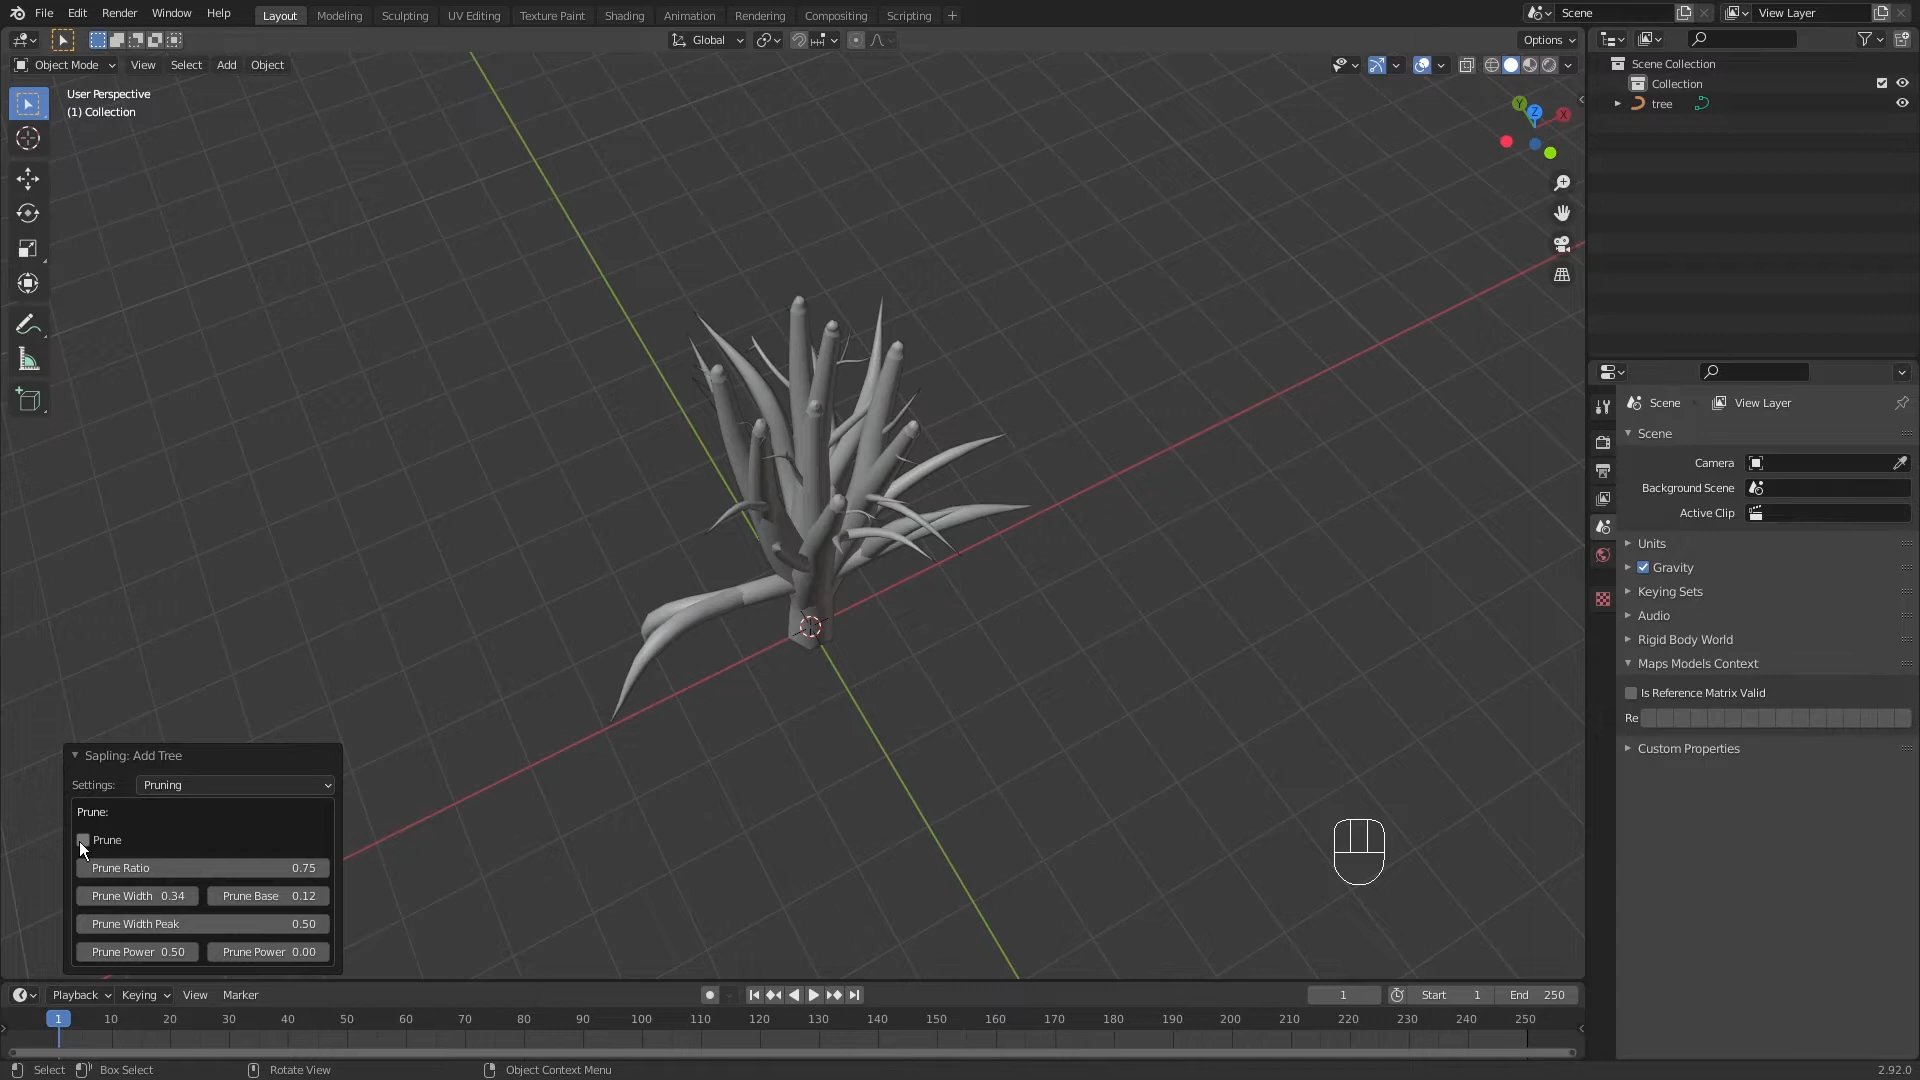 File Edit Render Window Help Layout Modeling Sculpting UV Editing Texture Paint Shading Animation Rendering Compositing Scripting + Scene View Layer
Global Options
Object Mode View Select Add Object
User Perspective
(1) Collection
Y Z X
Scene Collection
Collection
tree
Scene View Layer
Scene
Camera
Background Scene
Active Clip
Units
Gravity
Keying Sets
Audio
Rigid Body World
Maps Models Context
Is Reference Matrix Valid
Re
Custom Properties
Sapling: Add Tree
Settings: Pruning
Prune:
Prune
Prune Ratio 0.75
Prune Width 0.34 Prune Base 0.12
Prune Width Peak 0.50
Prune Power 0.50 Prune Power 0.00
Playback Keying View Marker 1 Start 1 End 250
1 10 20 30 40 50 60 70 80 90 100 110 120 130 140 150 160 170 180 190 200 210 220 230 240 250
Select Box Select Rotate View Object Context Menu 2.92.0